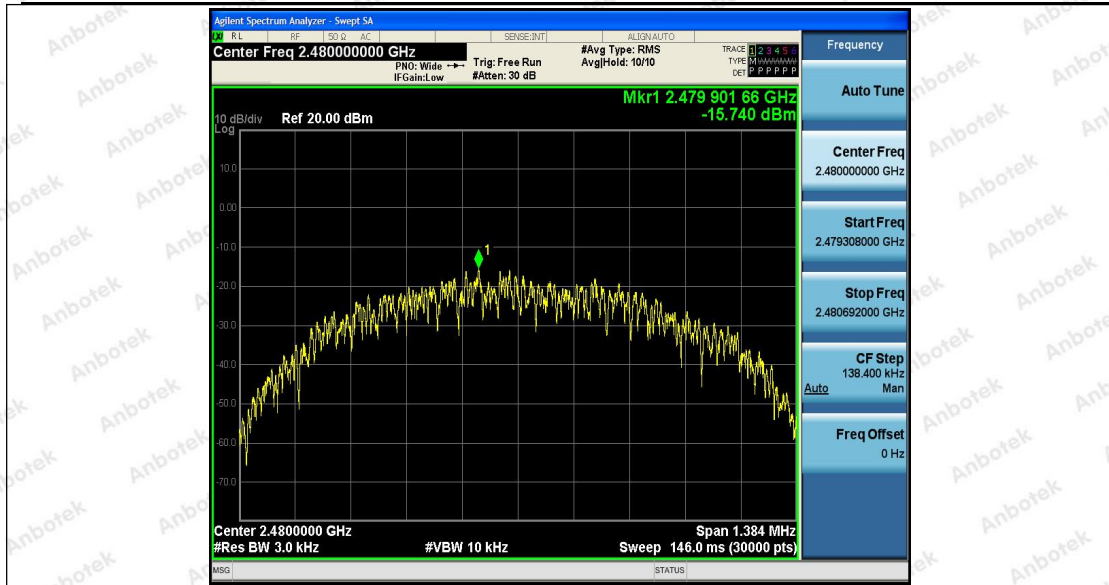 Agilent Spectrum Analyzer - Swept SA
RL RF 50 Ω AC SENSE:INT ALIGNAUTO
Center Freq 2.480000000 GHz
PNO: Wide
IFGain:Low
Trig: Free Run
#Atten: 30 dB
#Avg Type: RMS
Avg|Hold: 10/10
TRACE 1 2 3 4 5 6
TYPE M
DET P P P P P P
Mkr1 2.479 901 66 GHz
-15.740 dBm
10 dB/div Ref 20.00 dBm
Log
10.0
0.00
-10.0
-20.0
-30.0
-40.0
-50.0
-60.0
-70.0
1
Center 2.4800000 GHz
Span 1.384 MHz
#Res BW 3.0 kHz
#VBW 10 kHz
Sweep 146.0 ms (30000 pts)
MSG
STATUS
Frequency
Auto Tune
Center Freq
2.480000000 GHz
Start Freq
2.479308000 GHz
Stop Freq
2.480692000 GHz
CF Step
138.400 kHz
Auto Man
Freq Offset
0 Hz
Anbotek